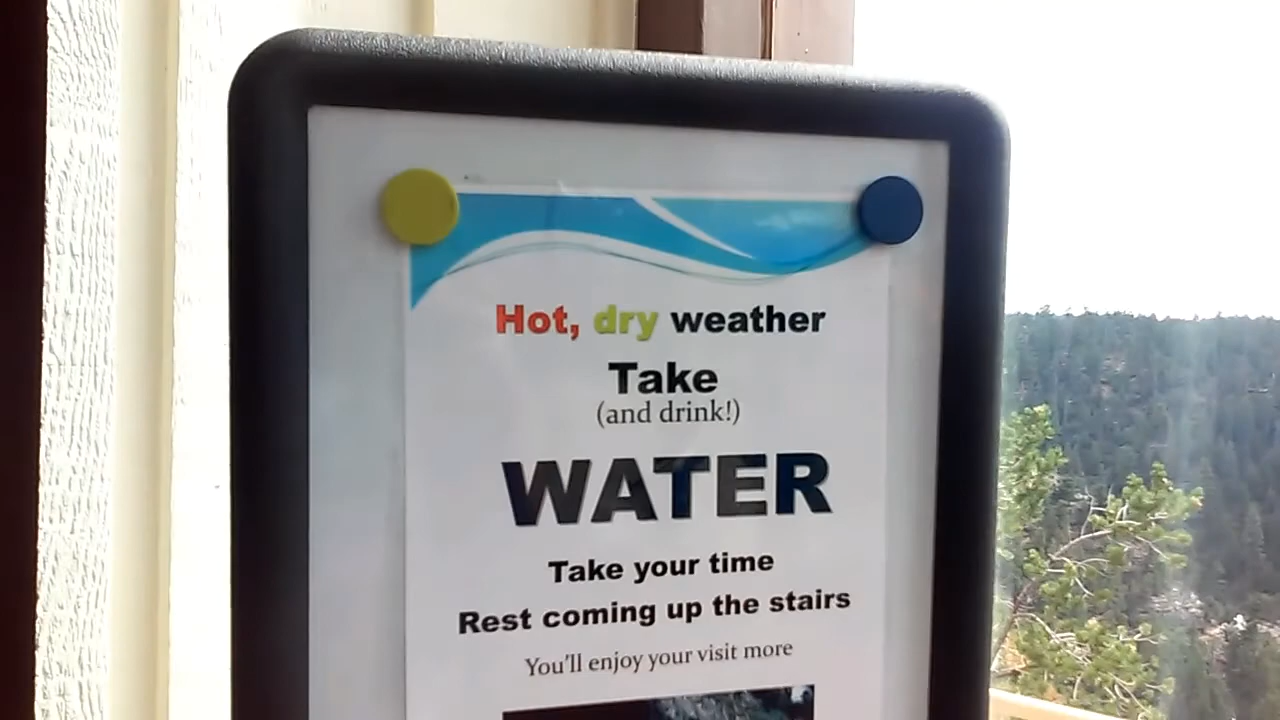 Hot, dry weather
Take
(and drink!)
WATER
Take your time
Rest coming up the stairs
You'll enjoy your visit more